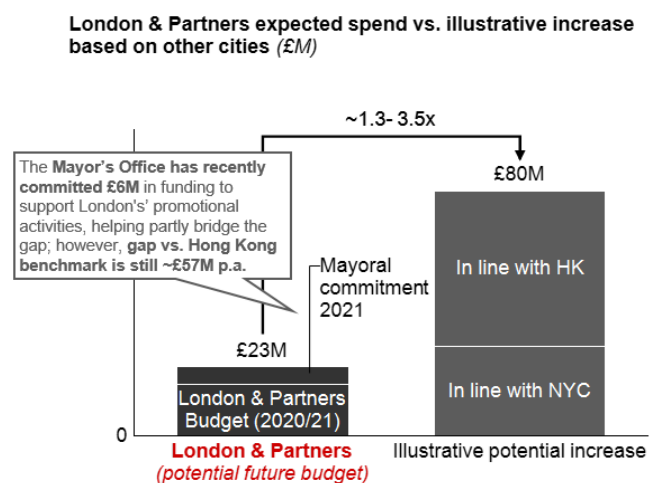 London & Partners expected spend vs. illustrative increase
based on other cities (£M)
~1.3- 3.5x
The Mayor's Office has recently
committed £6M in funding to
support London's' promotional
activities, helping partly bridge the
gap; however, gap vs. Hong Kong
benchmark is still ~£57M p.a.
£80M
Mayoral
commitment
2021
In line with HK
£23M
London & Partners
Budget (2020/21)
In line with NYC
0
London & Partners
(potential future budget)
Illustrative potential increase